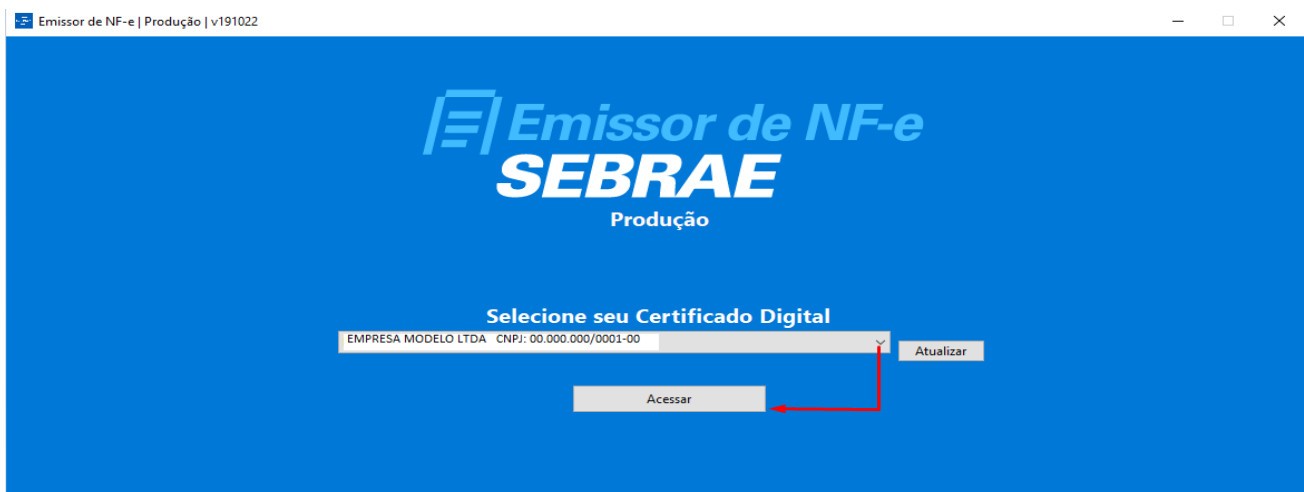 Emissor de NF-e | Produção | v191022
Emissor de NF-e
SEBRAE
Produção
Selecione seu Certificado Digital
EMPRESA MODELO LTDA CNPJ: 00.000.000/0001-00
Atualizar
Acessar